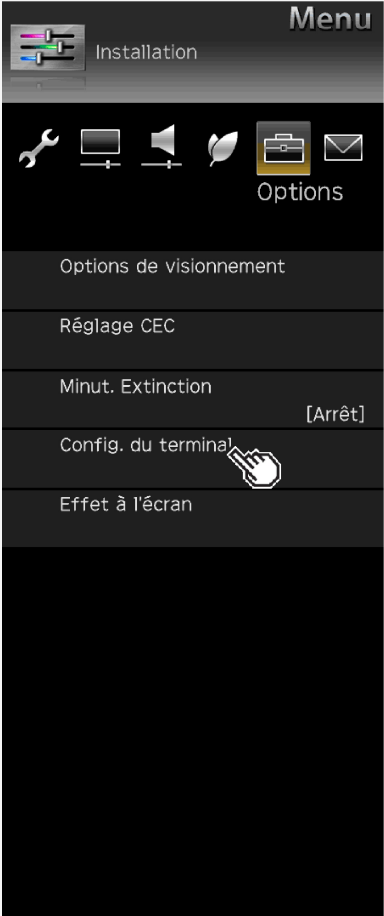 Menu
Installation
Options
Options de visionnement
Réglage CEC
Minut. Extinction
[Arrêt]
Config. du terminal
Effet à l'écran